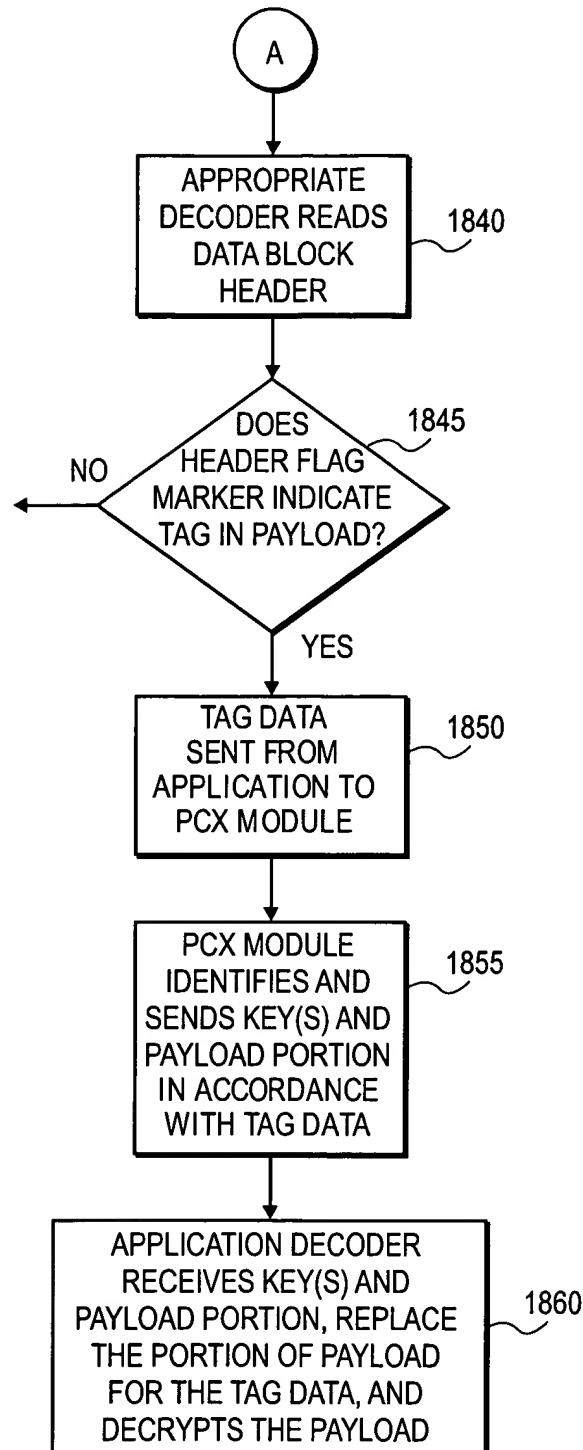 A
APPROPRIATE
DECODER READS
DATA BLOCK
HEADER
1840
DOES
HEADER FLAG
MARKER INDICATE
TAG IN PAYLOAD?
1845
NO
YES
TAG DATA
SENT FROM
APPLICATION TO
PCX MODULE
1850
PCX MODULE
IDENTIFIES AND
SENDS KEY(S) AND
PAYLOAD PORTION
IN ACCORDANCE
WITH TAG DATA
1855
APPLICATION DECODER
RECEIVES KEY(S) AND
PAYLOAD PORTION, REPLACE
THE PORTION OF PAYLOAD
FOR THE TAG DATA, AND
DECRYPTS THE PAYLOAD
1860